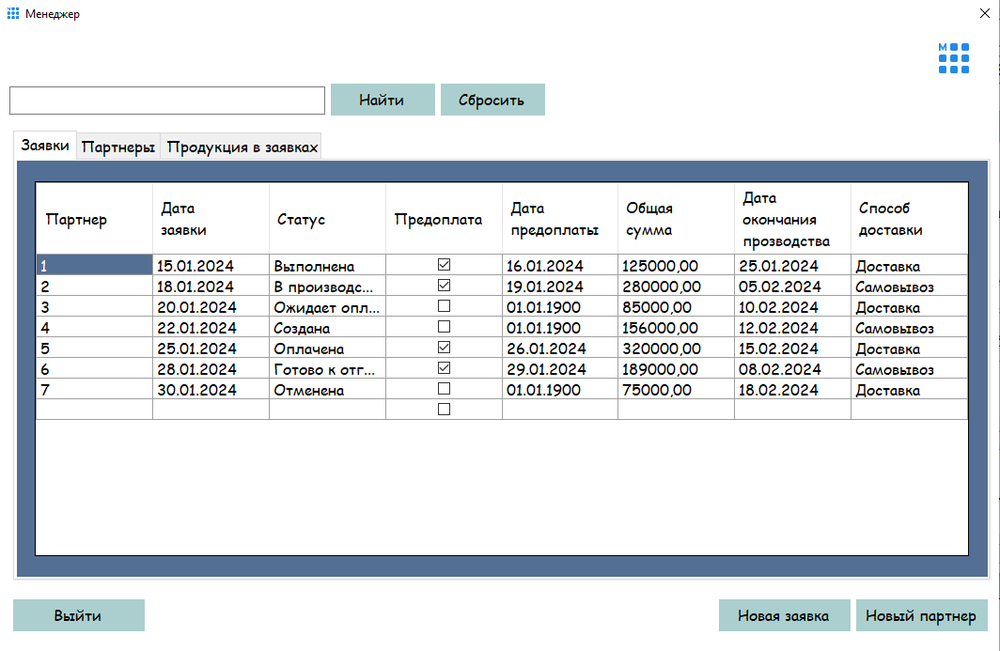 Менеджер
М
Найти Сбросить
Заявки Партнеры Продукция в заявках
Партнер Дата заявки Статус Предоплата Дата предоплаты Общая сумма Дата окончания прозводства Способ доставки
1 15.01.2024 Выполнена 16.01.2024 125000,00 25.01.2024 Доставка
2 18.01.2024 В производс... 19.01.2024 280000,00 05.02.2024 Самовывоз
3 20.01.2024 Ожидает опл... 01.01.1900 85000,00 10.02.2024 Доставка
4 22.01.2024 Создана 01.01.1900 156000,00 12.02.2024 Самовывоз
5 25.01.2024 Оплачена 26.01.2024 320000,00 15.02.2024 Доставка
6 28.01.2024 Готово к отг... 29.01.2024 189000,00 08.02.2024 Самовывоз
7 30.01.2024 Отменена 01.01.1900 75000,00 18.02.2024 Доставка
Выйти Новая заявка Новый партнер